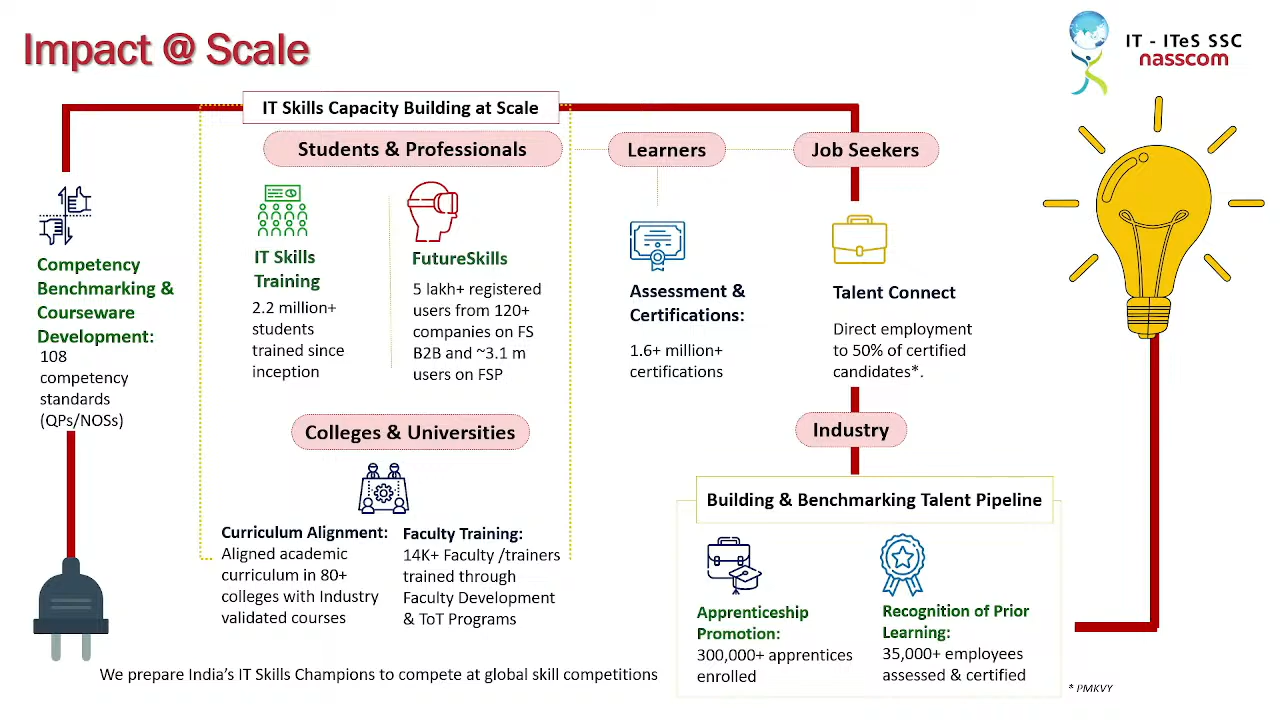 Impact @ Scale
IT - ITeS SSC
nasscom
IT Skills Capacity Building at Scale
Students & Professionals
Learners
Job Seekers
Competency
Benchmarking &
Courseware
Development:
108
competency
standards
(QPs/NOSs)
IT Skills
Training
2.2 million+
students
trained since
inception
FutureSkills
5 lakh+ registered
users from 120+
companies on FS
B2B and ~3.1 m
users on FSP
Assessment &
Certifications:
1.6+ million+
certifications
Talent Connect
Direct employment
to 50% of certified
candidates*.
Colleges & Universities
Curriculum Alignment:
Aligned academic
curriculum in 80+
colleges with Industry
validated courses
Faculty Training:
14K+ Faculty /trainers
trained through
Faculty Development
& ToT Programs
Industry
Building & Benchmarking Talent Pipeline
Apprenticeship
Promotion:
300,000+ apprentices
enrolled
Recognition of Prior
Learning:
35,000+ employees
assessed & certified
We prepare India's IT Skills Champions to compete at global skill competitions
* PMKVY